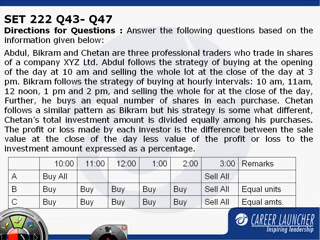 SET 222 Q43- Q47
Directions for Questions : Answer the following questions based on the
information given below:
Abdul, Bikram and Chetan are three professional traders who trade in shares
of a company XYZ Ltd. Abdul follows the strategy of buying at the opening
of the day at 10 am and selling the whole lot at the close of the day at 3
pm. Bikram follows the strategy of buying at hourly intervals: 10 am, 11am,
12 noon, 1 pm and 2 pm, and selling the whole for at the close of the day,
Further, he buys an equal number of shares in each purchase. Chetan
follows a similar pattern as Bikram but his strategy is some what different,
Chetan's total investment amount is divided equally among his purchases.
The profit or loss made by each investor is the difference between the sale
value at the close of the day less value of the profit or loss to the
investment amount expressed as a percentage.
10:00 11:00 12:00 1:00 2:00 3:00 Remarks
A Buy All Sell All
B Buy Buy Buy Buy Buy Sell All Equal units
C Buy Buy Buy Buy Buy Sell All Equal amts.
CAREER LAUNCHER
Inspiring leadership